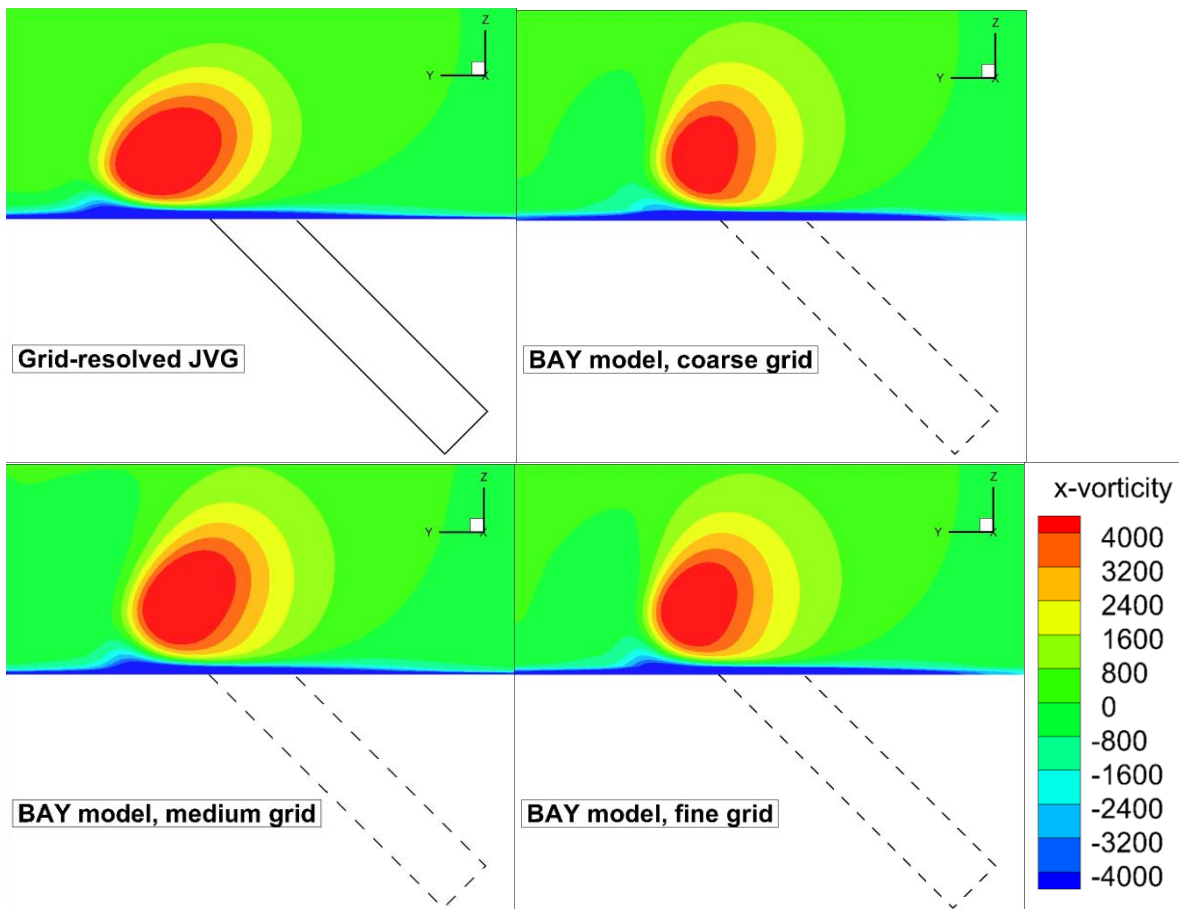 Z
Y
X
Grid-resolved JVG
Z
Y
X
BAY model, coarse grid
Z
Y
X
BAY model, medium grid
Z
Y
X
BAY model, fine grid
x-vorticity
4000
3200
2400
1600
800
0
-800
-1600
-2400
-3200
-4000